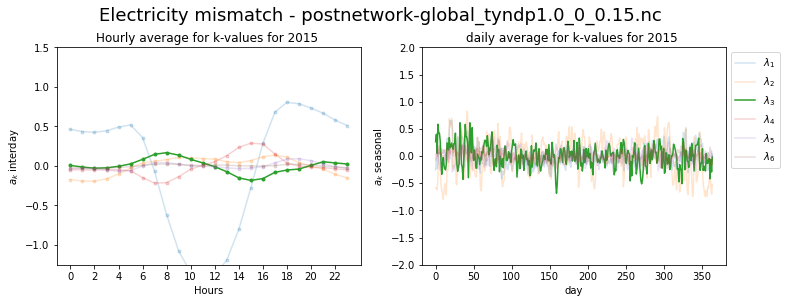 Electricity mismatch - postnetwork-global_tyndp1.0_0_0.15.nc
Hourly average for k-values for 2015
1.5
1.0
0.5
0.0
−0.5
−1.0
aₖ interday
0 2 4 6 8 10 12 14 16 18 20 22
Hours
daily average for k-values for 2015
2.0
1.5
1.0
0.5
0.0
−0.5
−1.0
−1.5
−2.0
aₖ seasonal
0 50 100 150 200 250 300 350
day
λ₁
λ₂
λ₃
λ₄
λ₅
λ₆